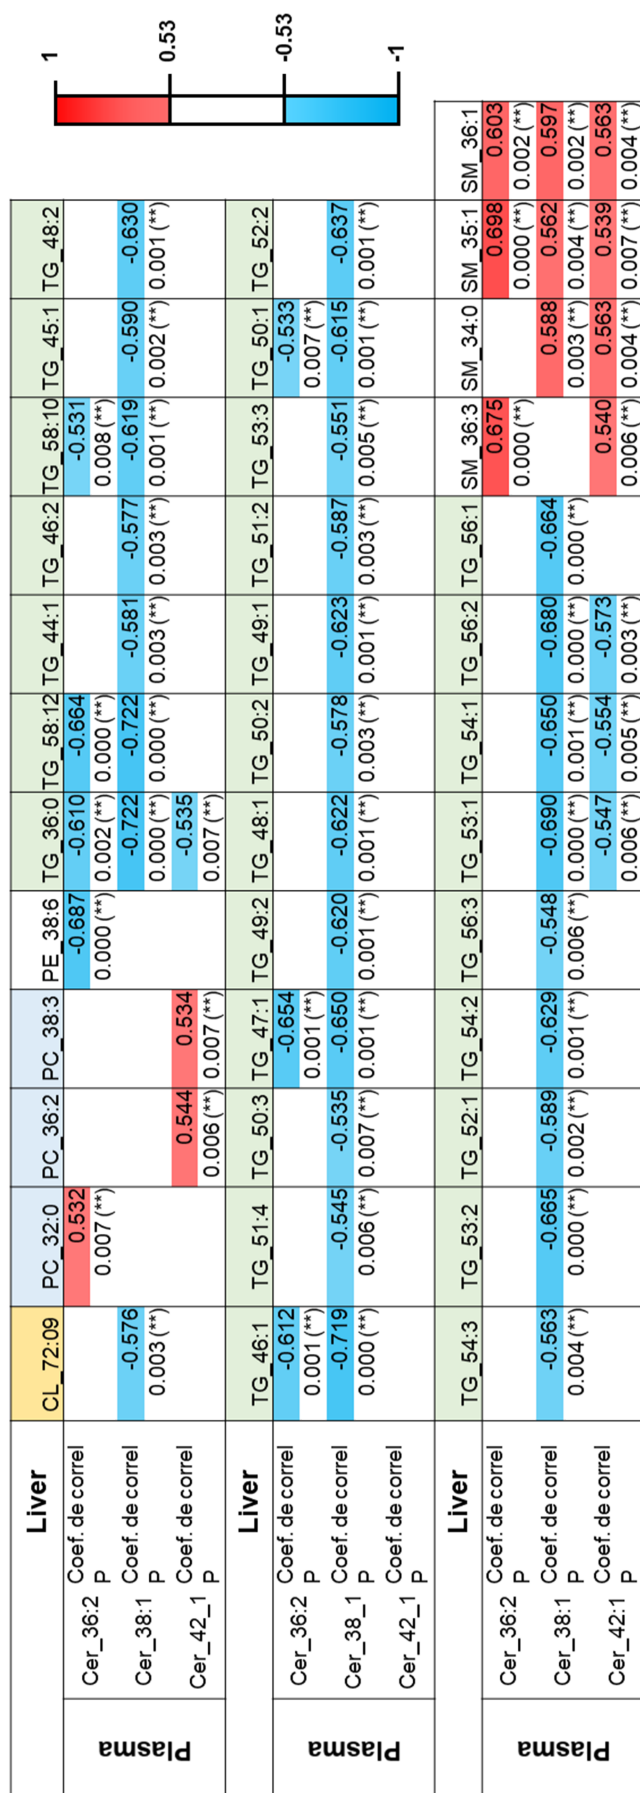 1
0.53
-0.53
-1
Liver CL_72:09 PC_32:0 PC_36:2 PC_38:3 PE_38:6 TG_36:0 TG_58:12 TG_44:1 TG_46:2 TG_58:10 TG_45:1 TG_48:2
Plasma
Cer_36:2 Coef. de correl 0.532 -0.687 -0.610 -0.664 -0.531
P 0.007 (**) 0.000 (**) 0.002 (**) 0.000 (**) 0.008 (**)
Cer_38:1 Coef. de correl -0.576 -0.722 -0.722 -0.581 -0.577 -0.619 -0.590 -0.630
P 0.003 (**) 0.000 (**) 0.000 (**) 0.003 (**) 0.003 (**) 0.001 (**) 0.002 (**) 0.001 (**)
Cer_42_1 Coef. de correl 0.544 0.534 -0.535
P 0.006 (**) 0.007 (**) 0.007 (**)
Liver TG_46:1 TG_51:4 TG_50:3 TG_47:1 TG_49:2 TG_48:1 TG_50:2 TG_49:1 TG_51:2 TG_53:3 TG_50:1 TG_52:2
Plasma
Cer_36:2 Coef. de correl -0.612 -0.654 -0.533
P 0.001 (**) 0.001 (**) 0.007 (**)
Cer_38_1 Coef. de correl -0.719 -0.545 -0.535 -0.650 -0.620 -0.622 -0.578 -0.623 -0.587 -0.551 -0.615 -0.637
P 0.000 (**) 0.006 (**) 0.007 (**) 0.001 (**) 0.001 (**) 0.001 (**) 0.003 (**) 0.001 (**) 0.003 (**) 0.005 (**) 0.001 (**) 0.001 (**)
Cer_42_1 Coef. de correl
P
Liver TG_54:3 TG_53:2 TG_52:1 TG_54:2 TG_56:3 TG_53:1 TG_54:1 TG_56:2 TG_56:1 SM_36:3 SM_34:0 SM_35:1 SM_36:1
Plasma
Cer_36:2 Coef. de correl 0.675 0.698 0.603
P 0.000 (**) 0.000 (**) 0.002 (**)
Cer_38:1 Coef. de correl -0.563 -0.665 -0.589 -0.629 -0.548 -0.690 -0.650 -0.680 -0.664 0.588 0.562 0.597
P 0.004 (**) 0.000 (**) 0.002 (**) 0.001 (**) 0.006 (**) 0.000 (**) 0.001 (**) 0.000 (**) 0.000 (**) 0.003 (**) 0.004 (**) 0.002 (**)
Cer_42:1 Coef. de correl -0.547 -0.554 -0.573 0.540 0.563 0.539 0.563
P 0.006 (**) 0.005 (**) 0.003 (**) 0.006 (**) 0.004 (**) 0.007 (**) 0.004 (**)